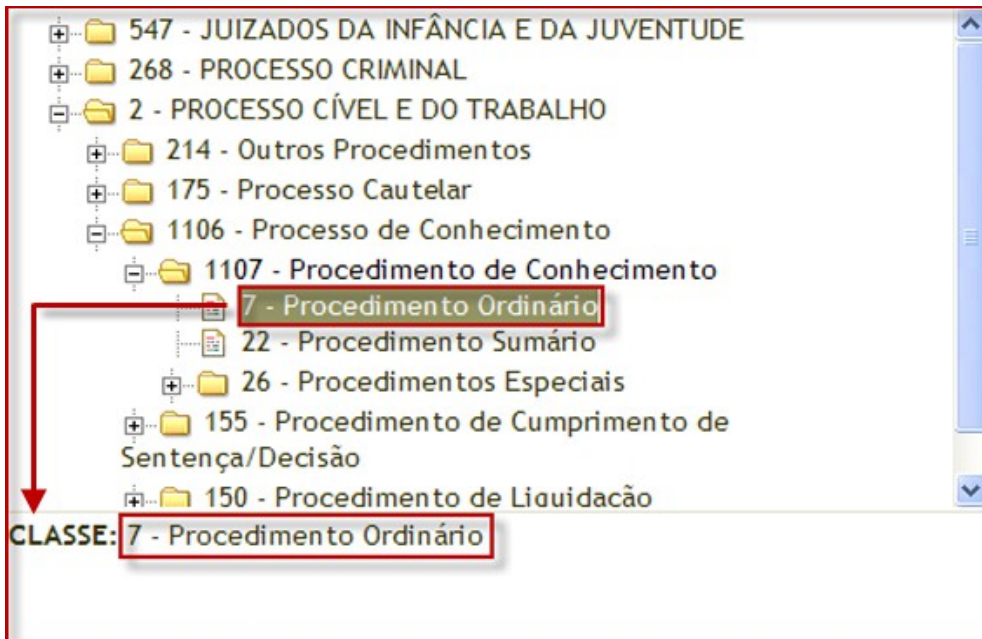 547 - JUIZADOS DA INFÂNCIA E DA JUVENTUDE
268 - PROCESSO CRIMINAL
2 - PROCESSO CÍVEL E DO TRABALHO
214 - Outros Procedimentos
175 - Processo Cautelar
1106 - Processo de Conhecimento
1107 - Procedimento de Conhecimento
7 - Procedimento Ordinário
22 - Procedimento Sumário
26 - Procedimentos Especiais
155 - Procedimento de Cumprimento de
Sentença/Decisão
150 - Procedimento de Liquidação
CLASSE: 7 - Procedimento Ordinário